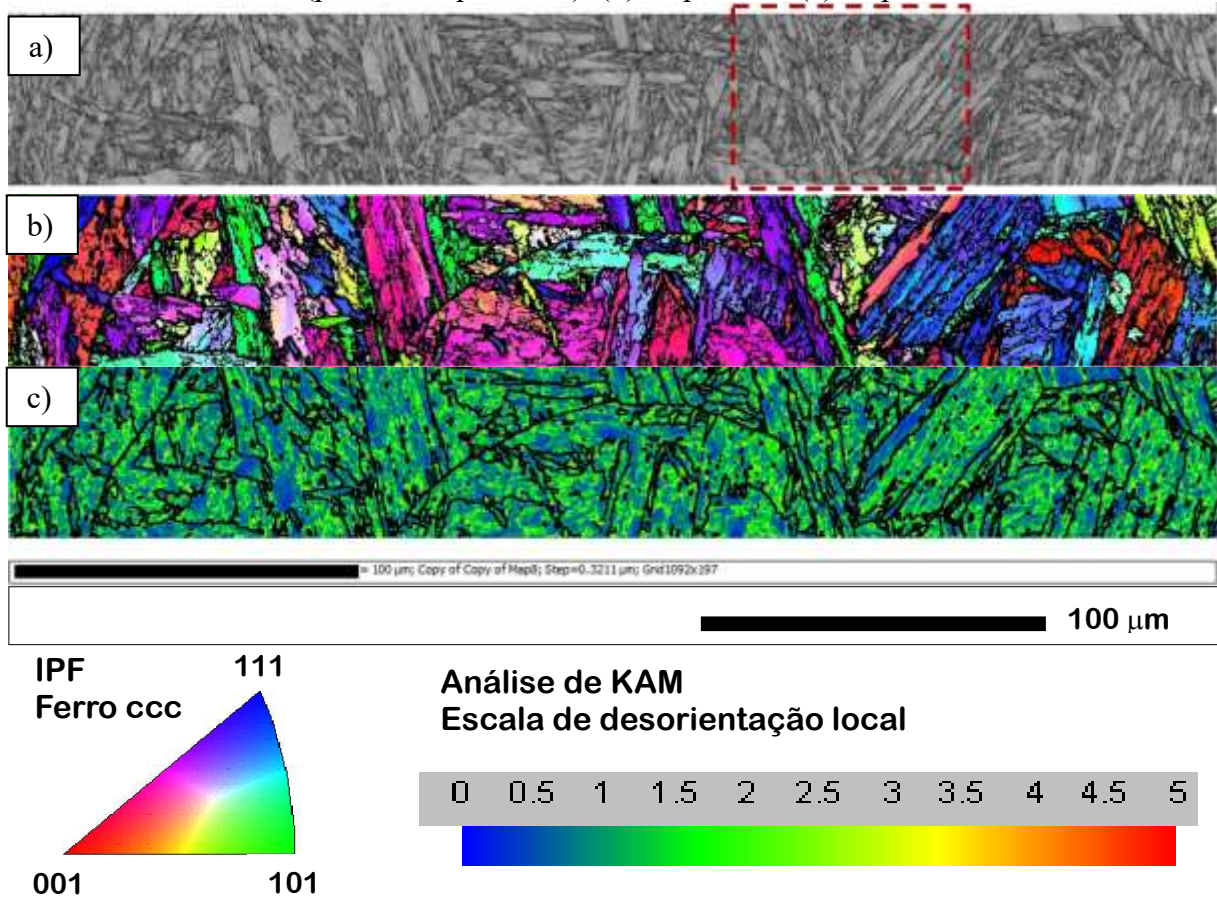 a)
b)
c)
= 100 µm; Copy of Copy of Map8; Step=0.3211 µm; Grid1092x197
100 µm
IPF
Ferro ccc
111
001
101
Análise de KAM
Escala de desorientação local
0 0.5 1 1.5 2 2.5 3 3.5 4 4.5 5